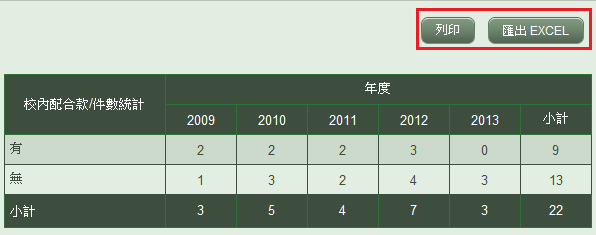 列印 匯出 EXCEL
校內配合款/件數統計 年度
2009 2010 2011 2012 2013 小計
有 2 2 2 3 0 9
無 1 3 2 4 3 13
小計 3 5 4 7 3 22